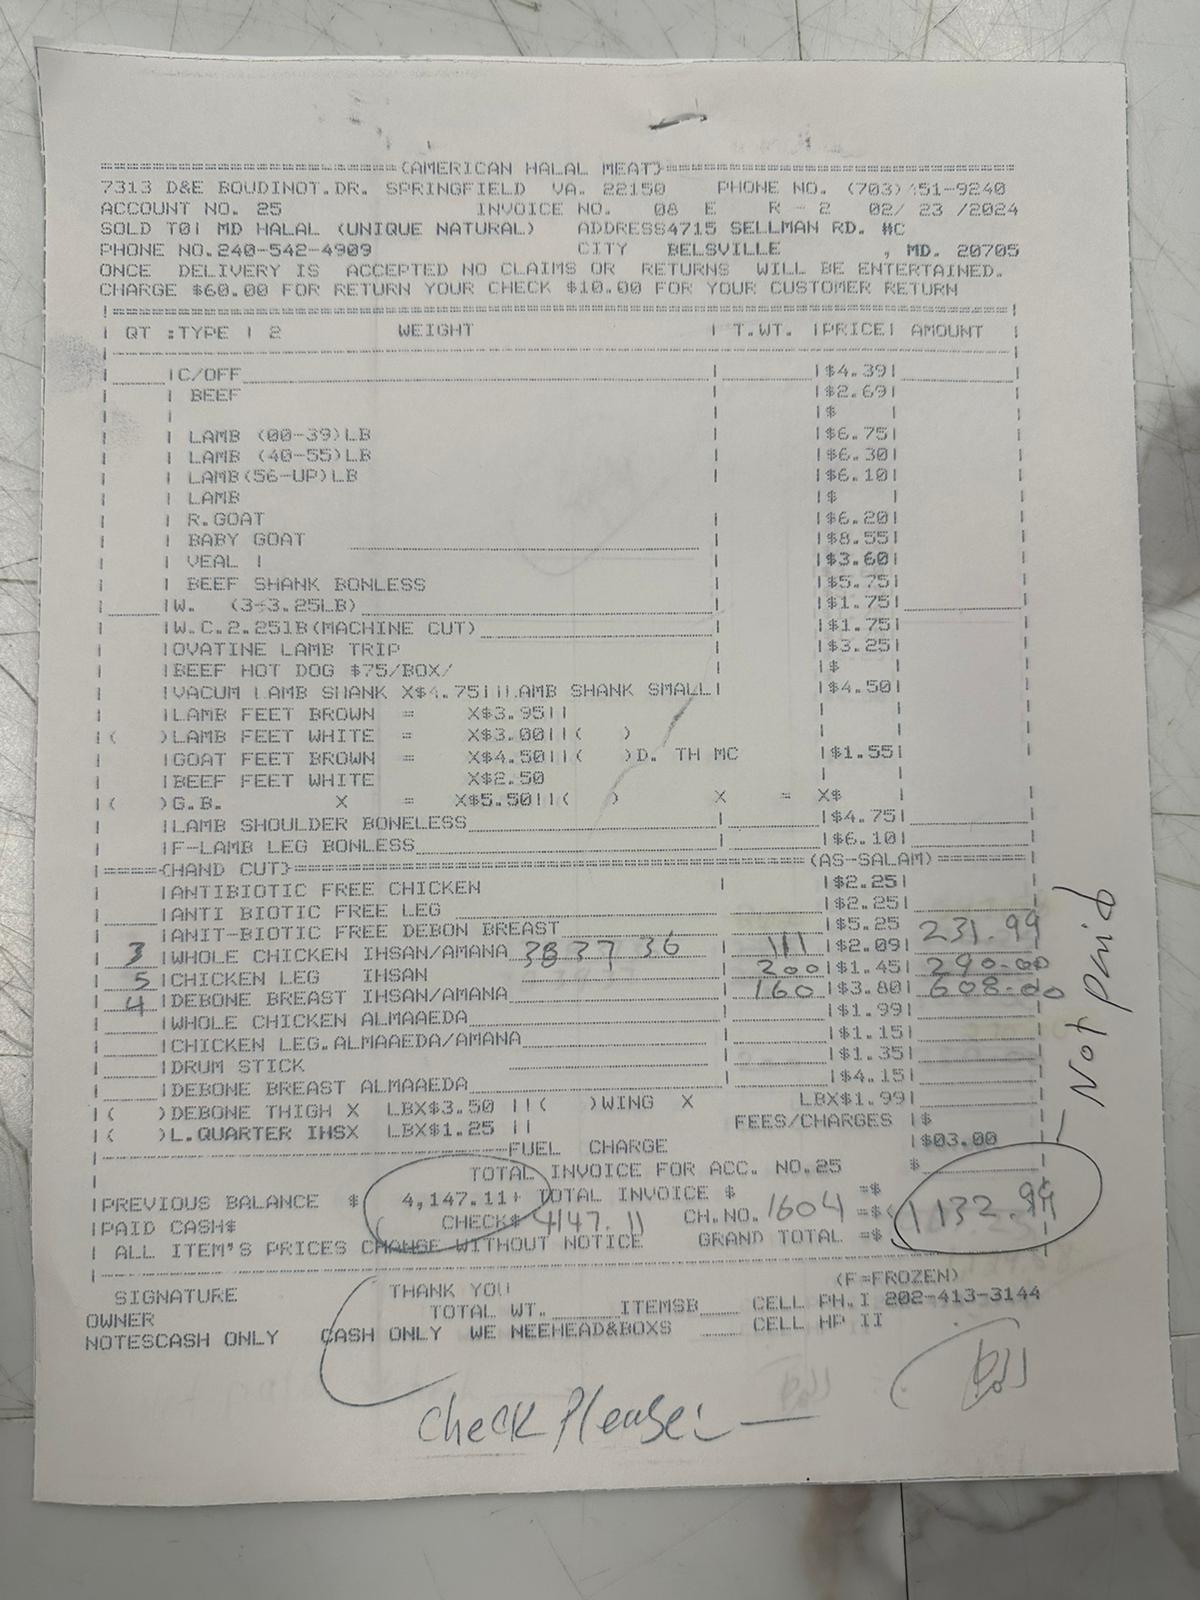 =====================(AMERICAN HALAL MEAT)=====================
7313 D&E BOUDINOT.DR. SPRINGFIELD VA. 22150 PHONE NO. (703) 451-9240
ACCOUNT NO. 25 INVOICE NO. 08 E R - 2 02/ 23 /2024
SOLD TO: MD HALAL (UNIQUE NATURAL) ADDRESS4715 SELLMAN RD. #C
PHONE NO.240-542-4909 CITY BELSVILLE , MD. 20705
ONCE DELIVERY IS ACCEPTED NO CLAIMS OR RETURNS WILL BE ENTERTAINED.
CHARGE $60.00 FOR RETURN YOUR CHECK $10.00 FOR YOUR CUSTOMER RETURN
QT :TYPE | 2 WEIGHT | T.WT. |PRICE| AMOUNT
|C/OFF |$4.39|
| BEEF |$2.69|
| |$ |
| LAMB (00-39)LB |$6.75|
| LAMB (40-55)LB |$6.30|
| LAMB(56-UP)LB |$6.10|
| LAMB |$ |
| R.GOAT |$6.20|
| BABY GOAT |$8.55|
| VEAL | |$3.60|
| BEEF SHANK BONLESS |$5.75|
|W. (3-3.25LB) |$1.75|
|W.C.2.25lB(MACHINE CUT) |$1.75|
|OVATINE LAMB TRIP |$3.25|
|BEEF HOT DOG $75/BOX/ |$ |
|VACUM LAMB SHANK X$4.75||LAMB SHANK SMALL| |$4.50|
|LAMB FEET BROWN = X$3.95||
|( )LAMB FEET WHITE = X$3.00||( )
|GOAT FEET BROWN = X$4.50||( )D. TH MC |$1.55|
|BEEF FEET WHITE X$2.50
|( )G.B. X = X$5.50||( ) X = X$
|LAMB SHOULDER BONELESS |$4.75|
|F-LAMB LEG BONLESS |$6.10|
|====(HAND CUT)====(AS-SALAM)====|
|ANTIBIOTIC FREE CHICKEN |$2.25|
|ANTI BIOTIC FREE LEG |$2.25|
|ANIT-BIOTIC FREE DEBON BREAST |$5.25
3 |WHOLE CHICKEN IHSAN/AMANA 38 37 36 111 |$2.09| 231.99
5 |CHICKEN LEG IHSAN 200 |$1.45| 290.00
4 |DEBONE BREAST IHSAN/AMANA 160 |$3.80| 608.00
|WHOLE CHICKEN ALMAAEDA |$1.99|
|CHICKEN LEG.ALMAAEDA/AMANA |$1.15|
|DRUM STICK |$1.35|
|DEBONE BREAST ALMAAEDA |$4.15|
|( )DEBONE THIGH X LBX$3.50 ||( )WING X LBX$1.99|
|( )L.QUARTER IHSX LBX$1.25 || FEES/CHARGES |$
FUEL CHARGE |$03.00
TOTAL INVOICE FOR ACC. NO.25 $
|PREVIOUS BALANCE $ 4,147.11+ TOTAL INVOICE $ =$
|PAID CASH$ CHECK$ 4147.11 CH.NO. 1604 =$ 1132.99
| ALL ITEM'S PRICES CHANGE WITHOUT NOTICE GRAND TOTAL =$
Not paid
THANK YOU (F=FROZEN)
SIGNATURE TOTAL WT. ITEMSB CELL PH.I 202-413-3144
OWNER
NOTESCASH ONLY CASH ONLY WE NEEHEAD&BOXS CELL HP II
Check Please:—